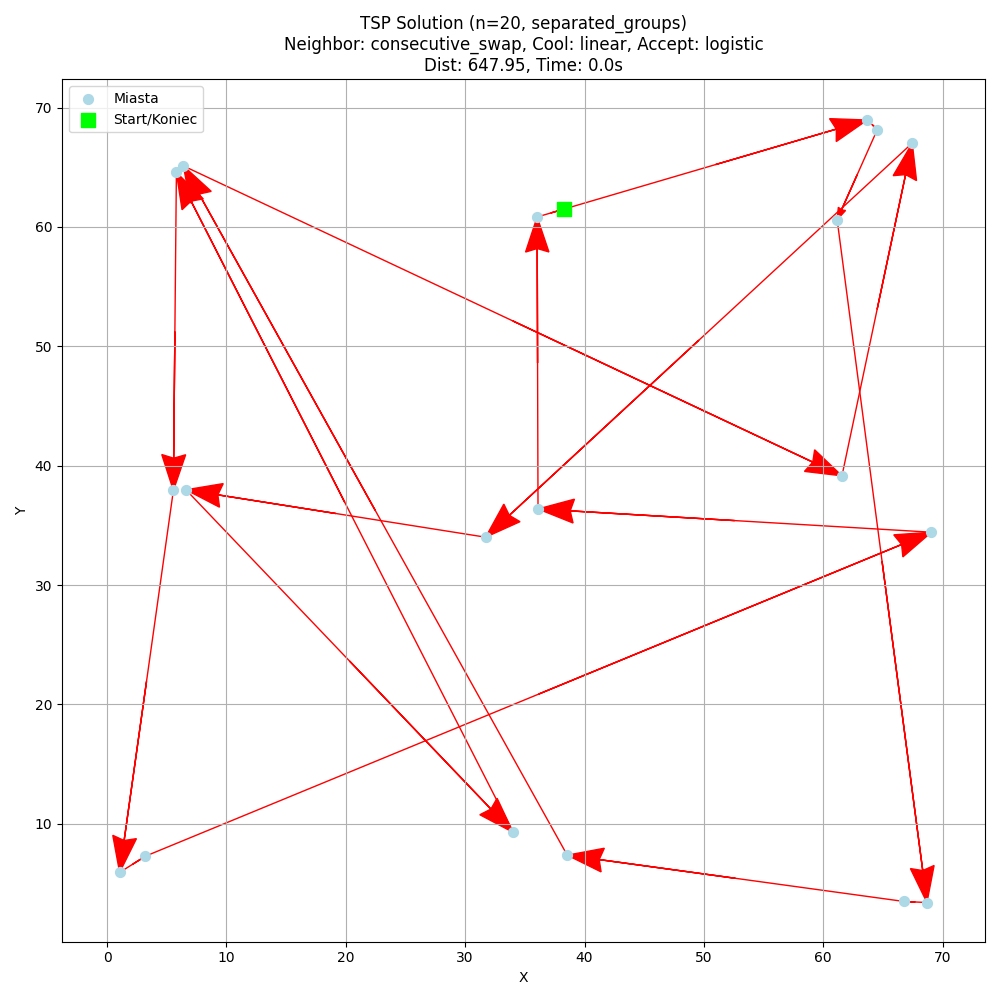 TSP Solution (n=20, separated_groups)
Neighbor: consecutive_swap, Cool: linear, Accept: logistic
Dist: 647.95, Time: 0.0s
Miasta
Start/Koniec
70
60
50
40
30
20
10
Y
0 10 20 30 40 50 60 70
X